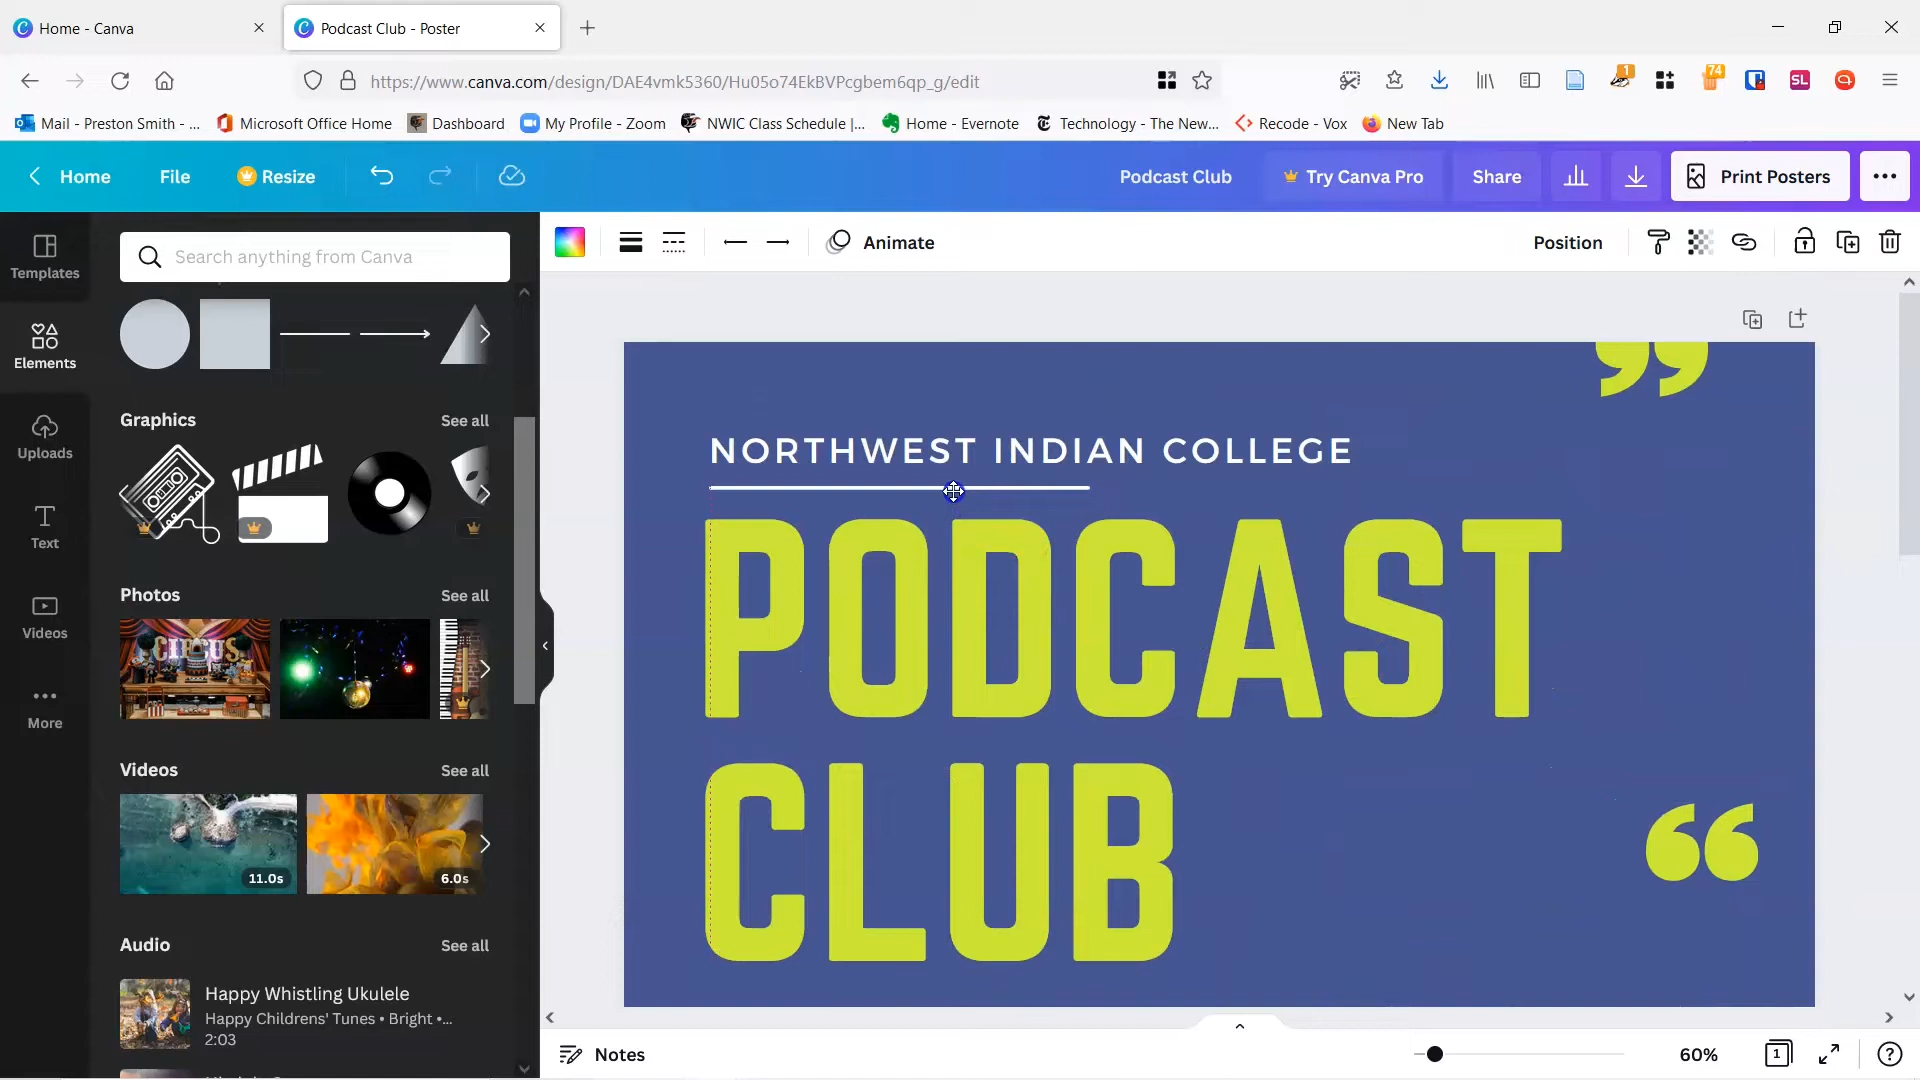 Home - Canva
Podcast Club - Poster
https://www.canva.com/design/DAE4vmk5360/Hu05o74EkBVPcgbem6qp_g/edit
1
74
SL
Mail - Preston Smith - ...
Microsoft Office Home
Dashboard
My Profile - Zoom
NWIC Class Schedule |...
Home - Evernote
Technology - The New...
Recode - Vox
New Tab
Home
File
Resize
Podcast Club
Try Canva Pro
Share
Print Posters
Templates
Elements
Uploads
Text
Videos
More
Search anything from Canva
Graphics
See all
Photos
See all
CIRCUS
Videos
See all
11.0s
6.0s
Audio
See all
Happy Whistling Ukulele
Happy Childrens' Tunes • Bright •...
2:03
Animate
Position
”
NORTHWEST INDIAN COLLEGE
PODCAST
CLUB
“
Notes
60%
1